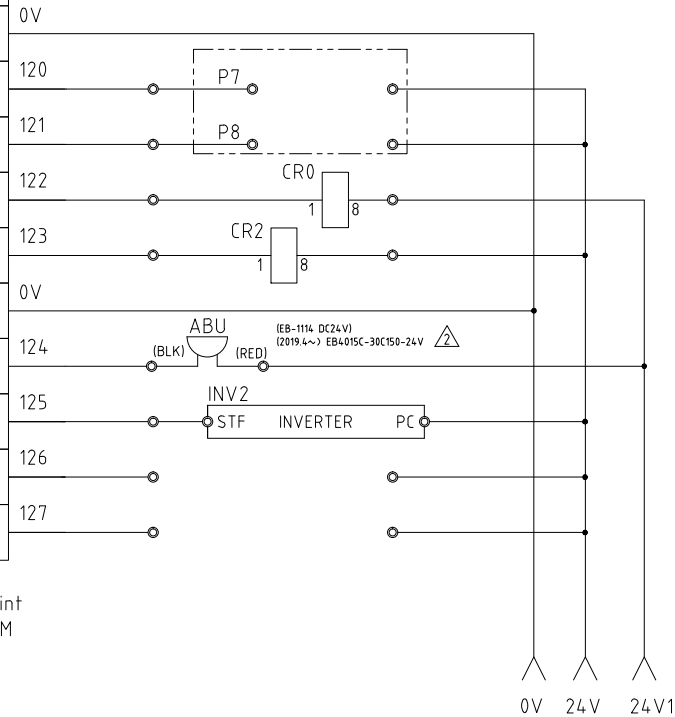 0V
120
P7
121
P8
122
CR0
1 8
123
CR2
1 8
0V
124
(BLK)
ABU
(RED)
(EB-1114 DC24V)
(2019.4~) EB4015C-30C150-24V
2
125
INV2
STF INVERTER PC
126
127
int
M
0V 24V 24V1